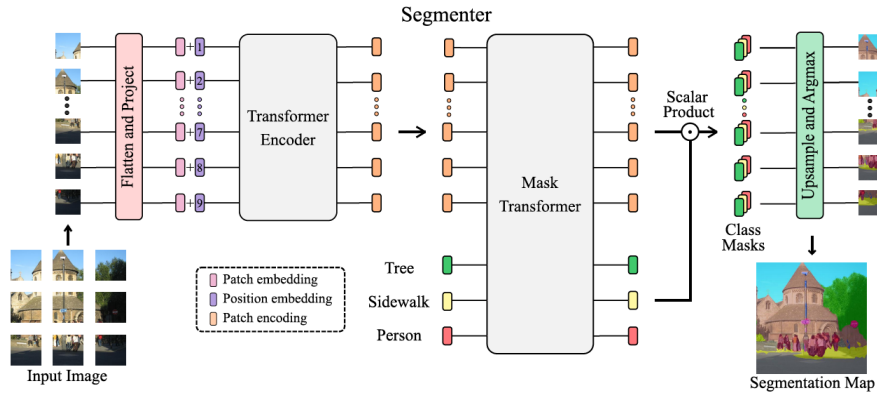 Segmenter
Flatten and Project
+ 1
+ 2
+ 7
+ 8
+ 9
Transformer
Encoder
Mask
Transformer
Scalar
Product
Class
Masks
Upsample and Argmax
Tree
Sidewalk
Person
Patch embedding
Position embedding
Patch encoding
Input Image
Segmentation Map